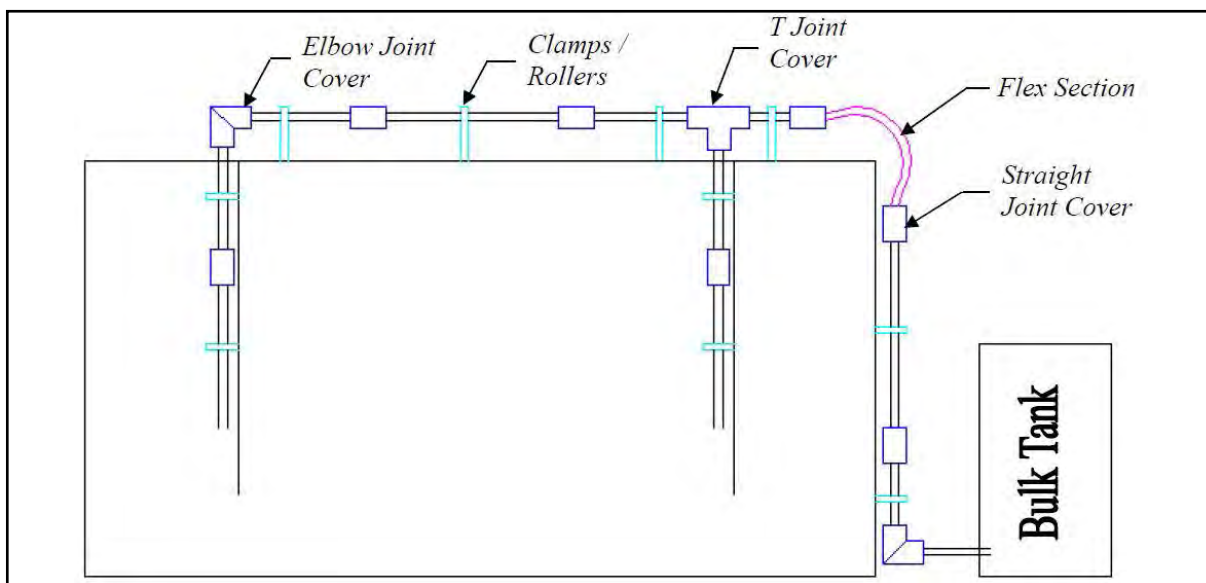 Elbow Joint
Cover
Clamps /
Rollers
T Joint
Cover
Flex Section
Straight
Joint Cover
Bulk Tank